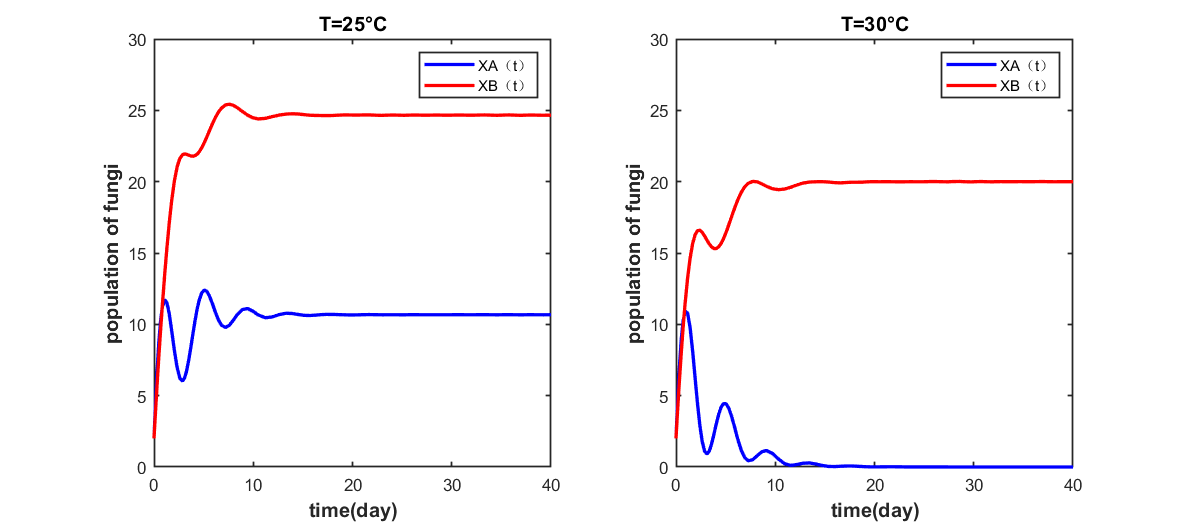 T=25°C
30
25
20
15
10
5
0
0 10 20 30 40
population of fungi
time(day)
XA（t）
XB（t）
T=30°C
30
25
20
15
10
5
0
0 10 20 30 40
population of fungi
time(day)
XA（t）
XB（t）